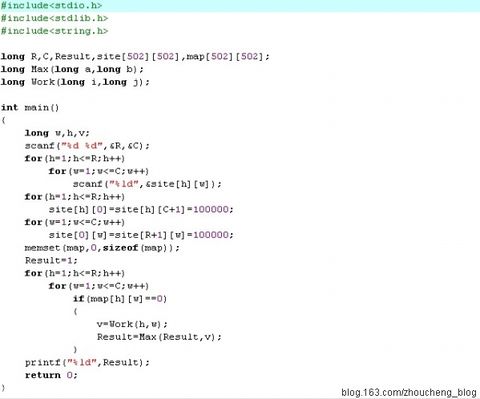 #include<stdio.h>
#include<stdlib.h>
#include<string.h>
long R,C,Result,site[502][502],map[502][502];
long Max(long a,long b);
long Work(long i,long j);
int main()
{
long w,h,v;
scanf("%d %d",&R,&C);
for(h=1;h<=R;h++)
for(w=1;w<=C;w++)
scanf("%ld",&site[h][w]);
for(h=1;h<=R;h++)
site[h][0]=site[h][C+1]=100000;
for(w=1;w<=C;w++)
site[0][w]=site[R+1][w]=100000;
memset(map,0,sizeof(map));
Result=1;
for(h=1;h<=R;h++)
for(w=1;w<=C;w++)
if(map[h][w]==0)
{
v=Work(h,w);
Result=Max(Result,v);
}
printf("%ld",Result);
return 0;
}
blog.163.com/zhoucheng_blog